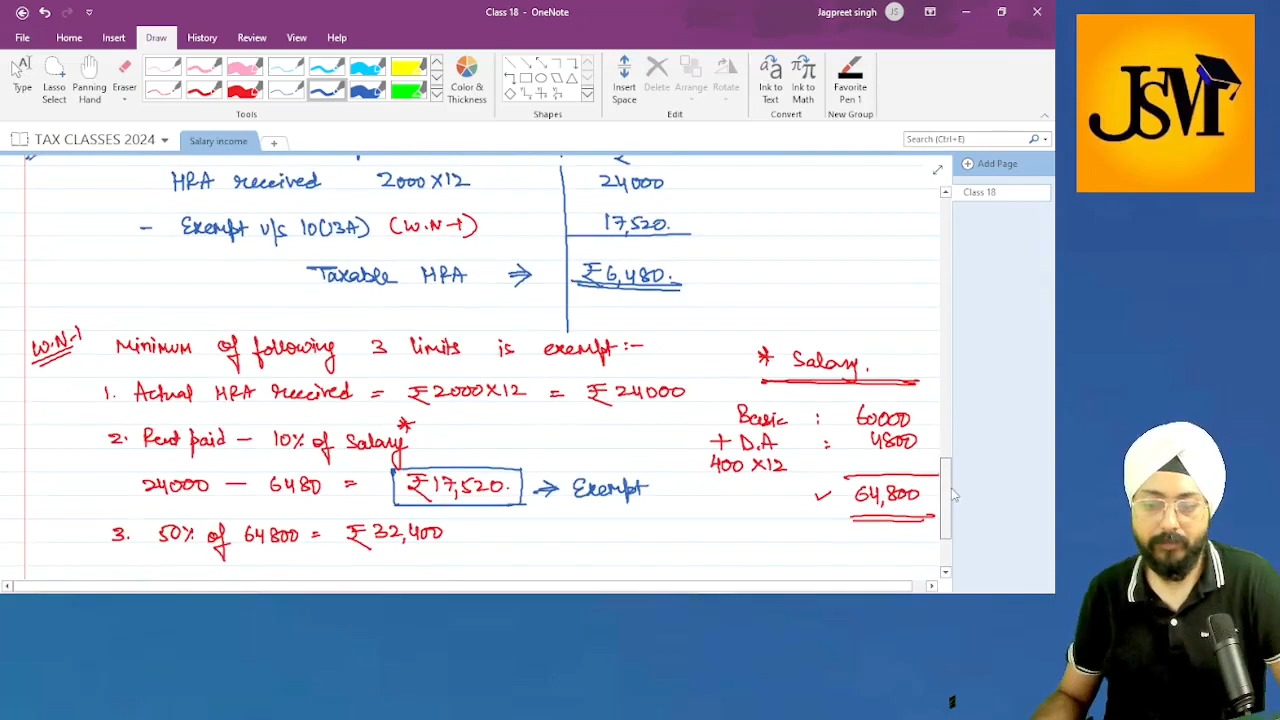 Class 18 - OneNote
Jagpreet singh JS
File Home Insert Draw History Review View Help
Type Lasso Select Panning Hand Eraser Color & Thickness Insert Space Delete Arrange Rotate Ink to Text Ink to Math Favorite Pen 1
Tools Shapes Edit Convert New Group
TAX CLASSES 2024 Salary income Search (Ctrl+E)
Add Page
Class 18
JSM
HRA received 2000X12 24000
- Exempt v/s 10(13A) (W.N-1) 17,520.
Taxable HRA ⇒ ₹6,480.
W.N-1 Minimum of following 3 limits is exempt:-
1. Actual HRA received = ₹2000X12 = ₹24000
2. Rent paid - 10% of Salary*
24000 - 6480 = ₹17,520. → Exempt
3. 50% of 64800 = ₹32,400
* Salary.
Basic : 60000
+ D.A : 4800
400 X12
✓ 64,800